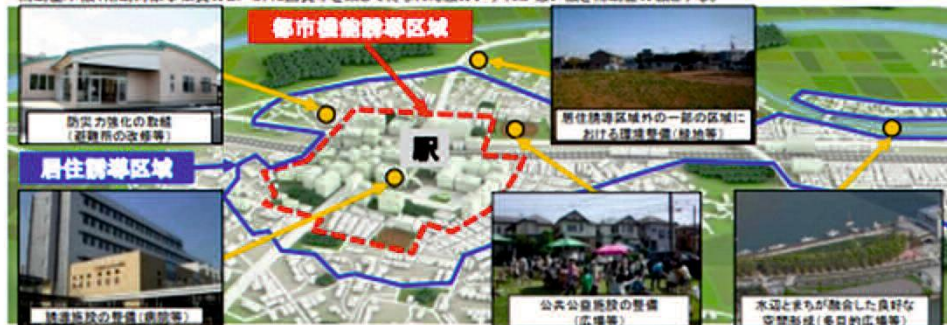 都市機能誘導区域
防災力強化の取組
(避難所の改修等)
居住誘導区域外の一部の区域に
おける環境整備(緑地等)
駅
居住誘導区域
誘導施設の整備(病院等)
公共公益施設の整備
(広場等)
水辺とまちが融合した良好な
空間形成(多目的広場等)